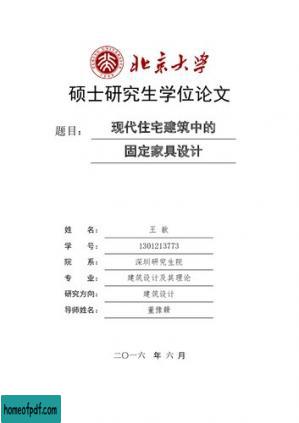 北京大学
硕士研究生学位论文
题目： 现代住宅建筑中的
固定家具设计
姓 名： 王 敏
学 号： 1301213773
院 系： 深圳研究生院
专 业： 建筑设计及其理论
研究方向： 建筑设计
导师姓名： 董豫赣
二〇一六 年 六 月
homeofpdf.com